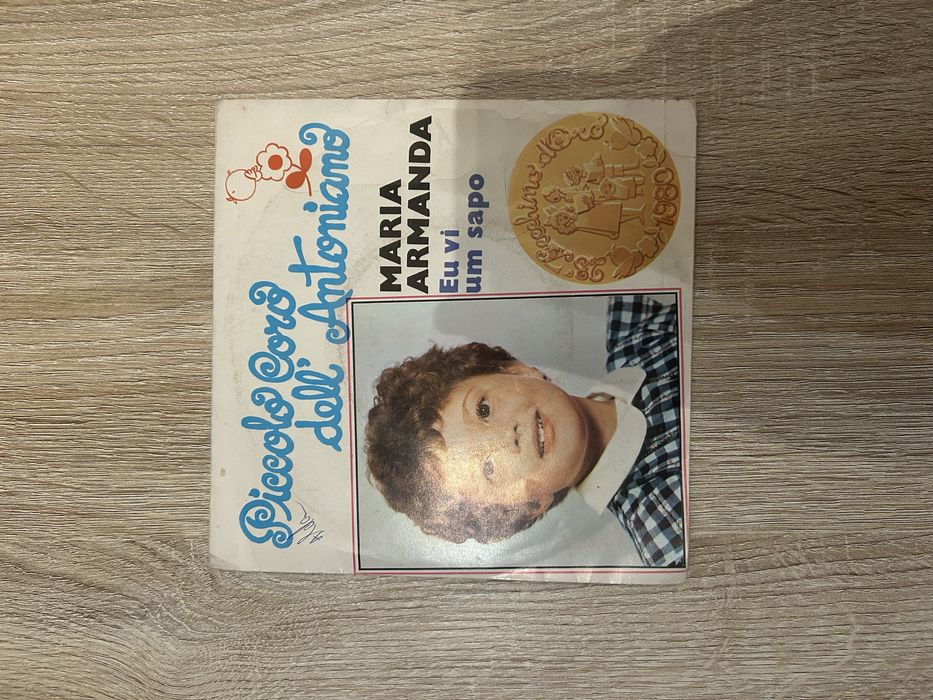 Piccolo Coro
dell' Antoniano
MARIA
ARMANDA
Eu vi
um sapo
Zecchino d'Oro
1980